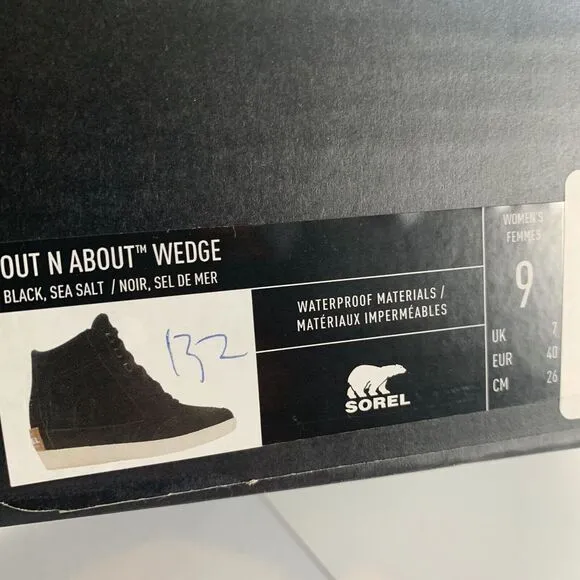 OUT N ABOUT™ WEDGE
BLACK, SEA SALT / NOIR, SEL DE MER
132
WATERPROOF MATERIALS /
MATÉRIAUX IMPERMÉABLES
SOREL
WOMEN'S
FEMMES
9
UK 7
EUR 40
CM 26